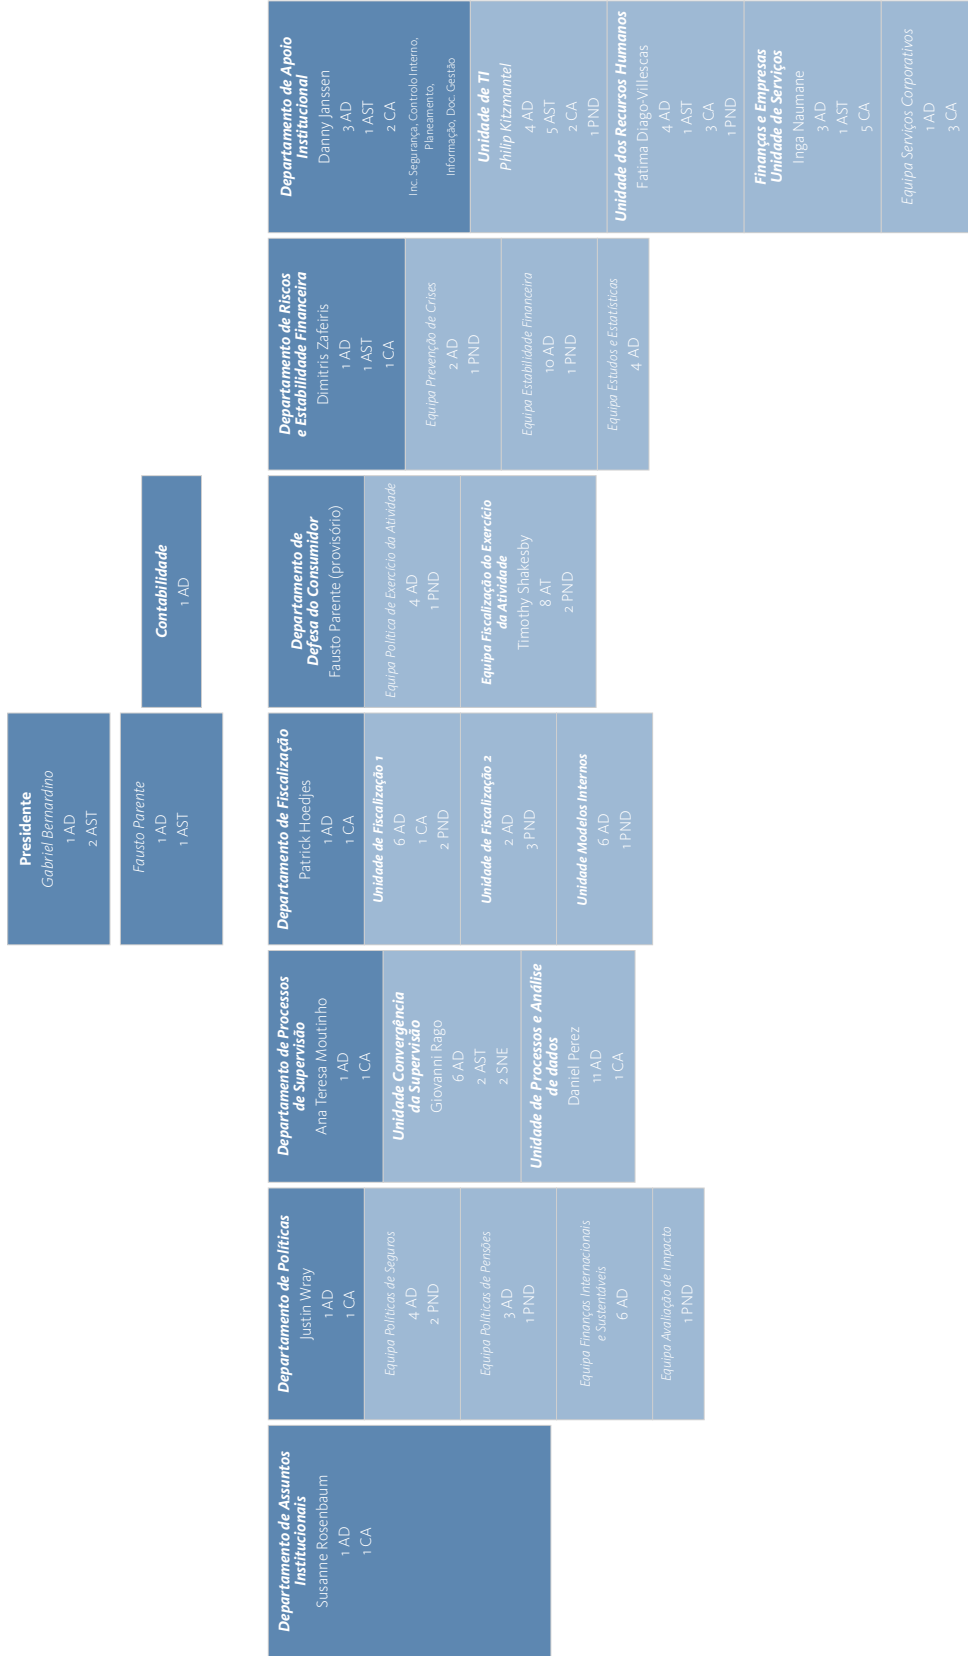 Presidente
Gabriel Bernardino
1 AD
2 AST
Fausto Parente
1 AD
1 AST
Contabilidade
1 AD
Departamento de Assuntos
Institucionais
Susanne Rosenbaum
1 AD
1 CA
Departamento de Políticas
Justin Wray
1 AD
1 CA
Equipa Políticas de Seguros
4 AD
2 PND
Equipa Políticas de Pensões
3 AD
1 PND
Equipa Finanças Internacionais
e Sustentáveis
6 AD
Equipa Avaliação de Impacto
1 PND
Departamento de Processos
de Supervisão
Ana Teresa Moutinho
1 AD
1 CA
Unidade Convergência
da Supervisão
Giovanni Rago
6 AD
2 AST
2 SNE
Unidade de Processos e Análise
de dados
Daniel Perez
11 AD
1 CA
Departamento de Fiscalização
Patrick Hoedjes
1 AD
1 CA
Unidade de Fiscalização 1
6 AD
1 CA
2 PND
Unidade de Fiscalização 2
2 AD
3 PND
Unidade Modelos Internos
6 AD
1 PND
Departamento de
Defesa do Consumidor
Fausto Parente (provisório)
Equipa Política de Exercício da Atividade
4 AD
1 PND
Equipa Fiscalização do Exercício
da Atividade
Timothy Shakesby
8 AT
2 PND
Departamento de Riscos
e Estabilidade Financeira
Dimitris Zafeiris
1 AD
1 AST
1 CA
Equipa Prevenção de Crises
2 AD
1 PND
Equipa Estabilidade Financeira
10 AD
1 PND
Equipa Estudos e Estatísticas
4 AD
Departamento de Apoio
Institucional
Danny Janssen
3 AD
1 AST
2 CA
Inc. Segurança, Controlo Interno,
Planeamento,
Informação, Doc. Gestão
Unidade de TI
Philip Kitzmantel
4 AD
5 AST
2 CA
1 PND
Unidade dos Recursos Humanos
Fatima Diago-Villescas
4 AD
1 AST
3 CA
1 PND
Finanças e Empresas
Unidade de Serviços
Inga Naumane
3 AD
1 AST
5 CA
Equipa Serviços Corporativos
1 AD
3 CA